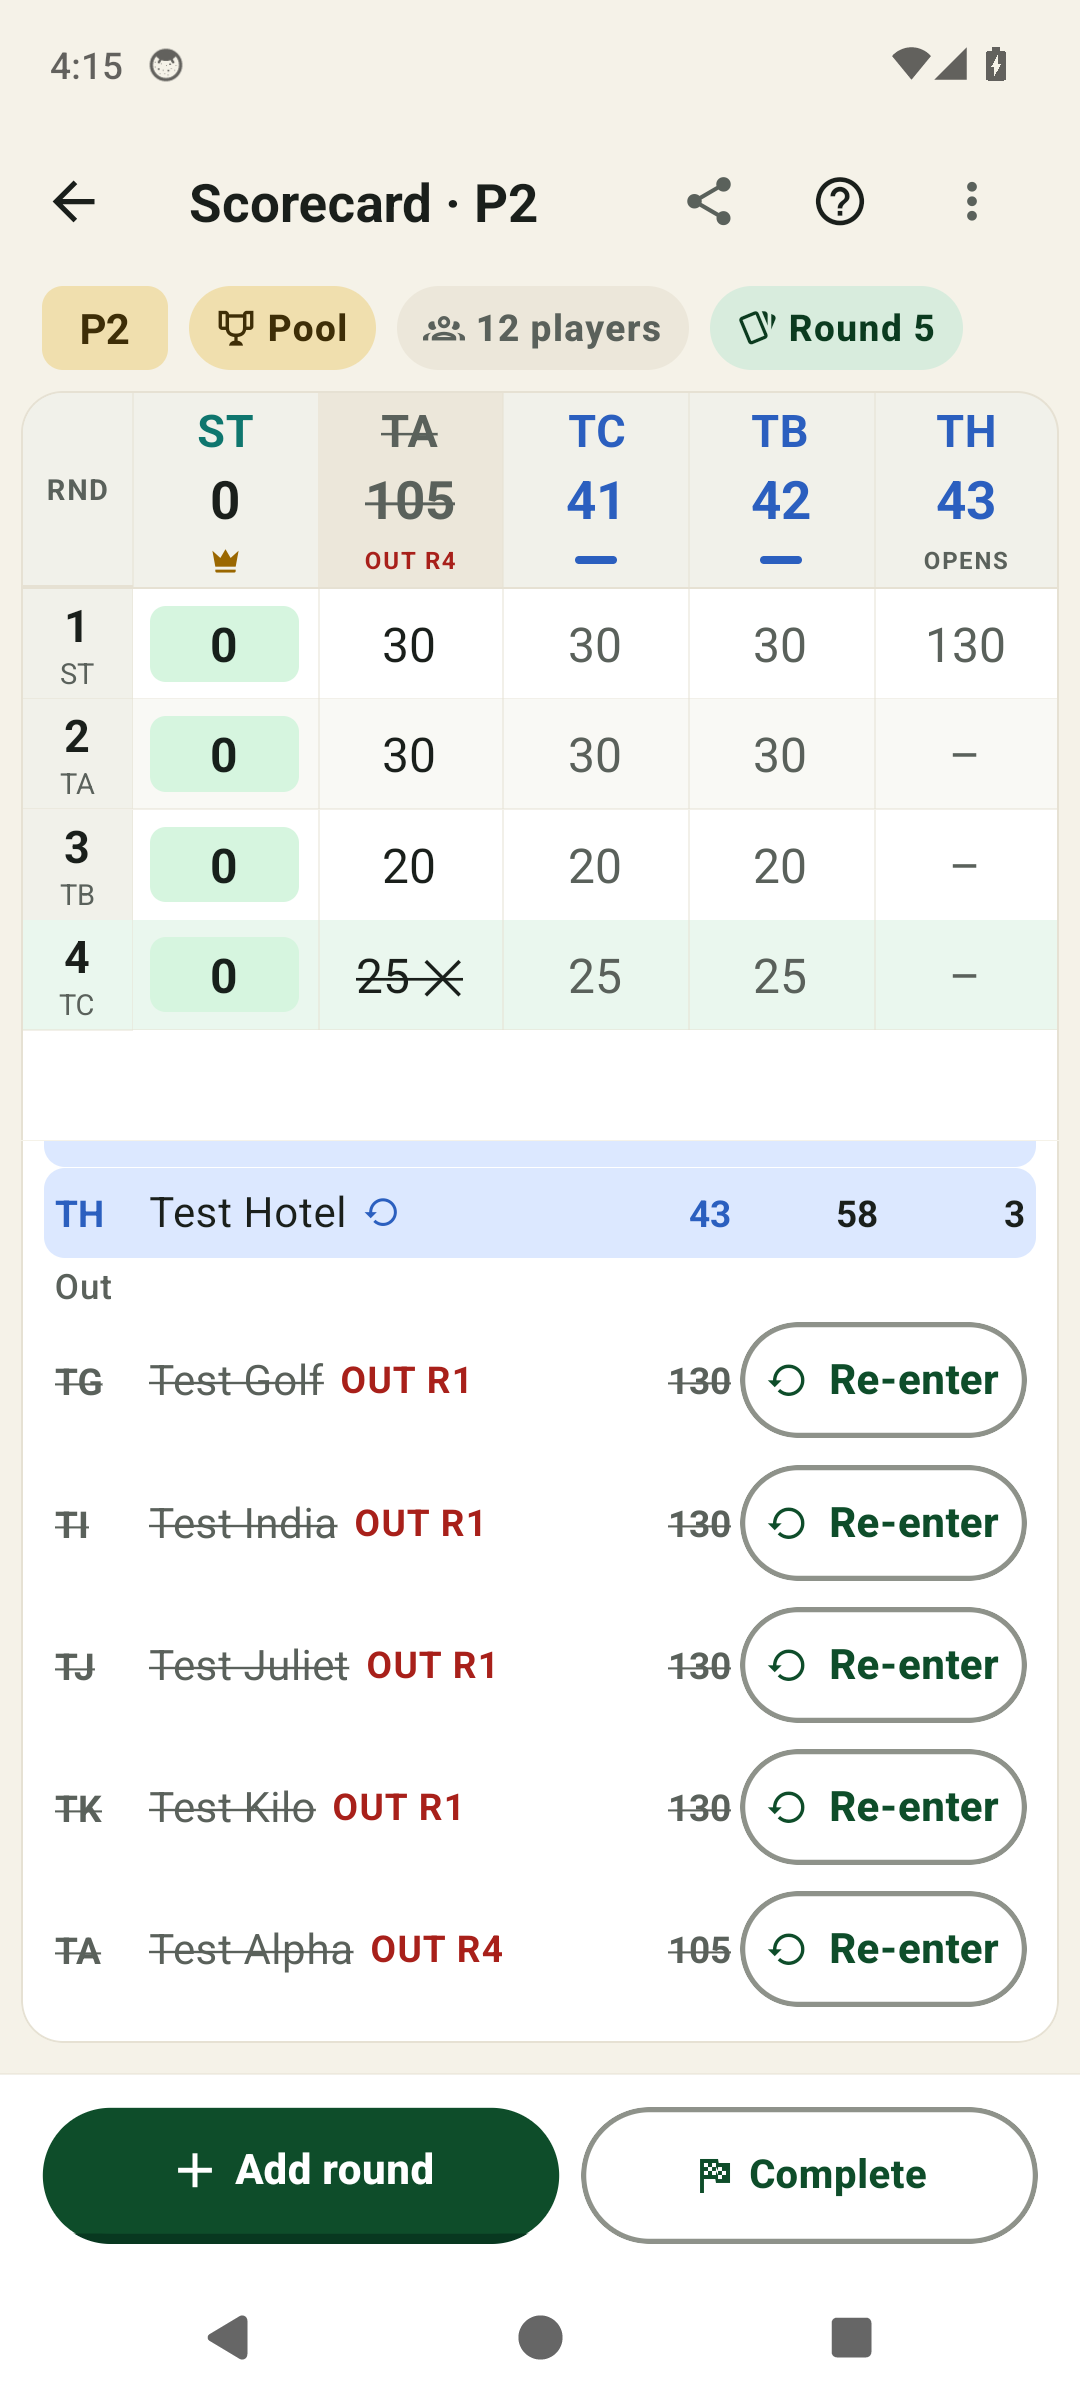 4:15
Scorecard · P2
P2 Pool 12 players Round 5
RND ST TA TC TB TH
0 105 41 42 43
OUT R4 OPENS
1 ST 0 30 30 30 130
2 TA 0 30 30 30 –
3 TB 0 20 20 20 –
4 TC 0 25 25 25 –
TH Test Hotel 43 58 3
Out
TG Test Golf OUT R1 130 Re-enter
TI Test India OUT R1 130 Re-enter
TJ Test Juliet OUT R1 130 Re-enter
TK Test Kilo OUT R1 130 Re-enter
TA Test Alpha OUT R4 105 Re-enter
Add round Complete